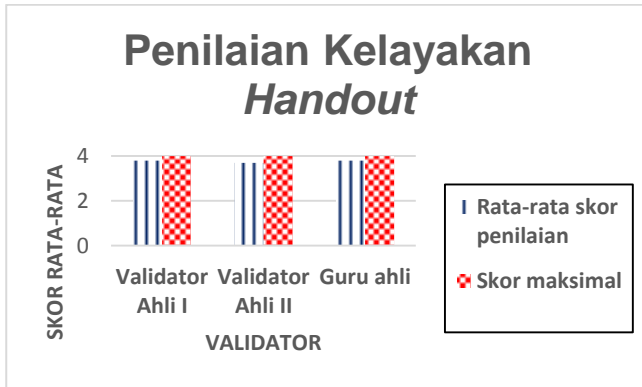 Penilaian Kelayakan
Handout
SKOR RATA-RATA
4
2
0
Validator
Ahli I
Validator
Ahli II
Guru ahli
VALIDATOR
Rata-rata skor
penilaian
Skor maksimal